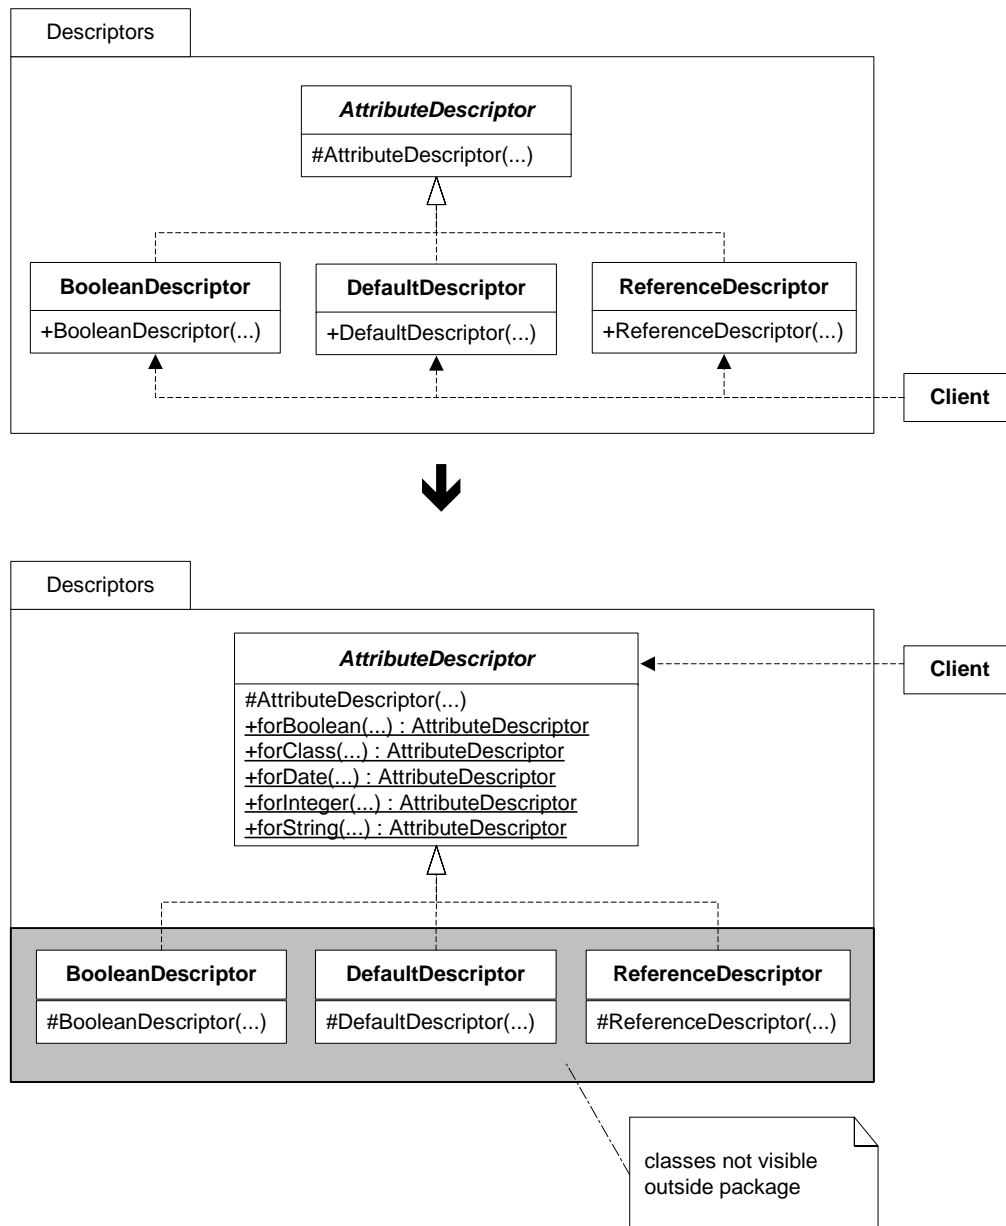 Descriptors
AttributeDescriptor
#AttributeDescriptor(...)
BooleanDescriptor
+BooleanDescriptor(...)
DefaultDescriptor
+DefaultDescriptor(...)
ReferenceDescriptor
+ReferenceDescriptor(...)
Client
Descriptors
AttributeDescriptor
#AttributeDescriptor(...)
+forBoolean(...) : AttributeDescriptor
+forClass(...) : AttributeDescriptor
+forDate(...) : AttributeDescriptor
+forInteger(...) : AttributeDescriptor
+forString(...) : AttributeDescriptor
Client
BooleanDescriptor
#BooleanDescriptor(...)
DefaultDescriptor
#DefaultDescriptor(...)
ReferenceDescriptor
#ReferenceDescriptor(...)
classes not visible
outside package